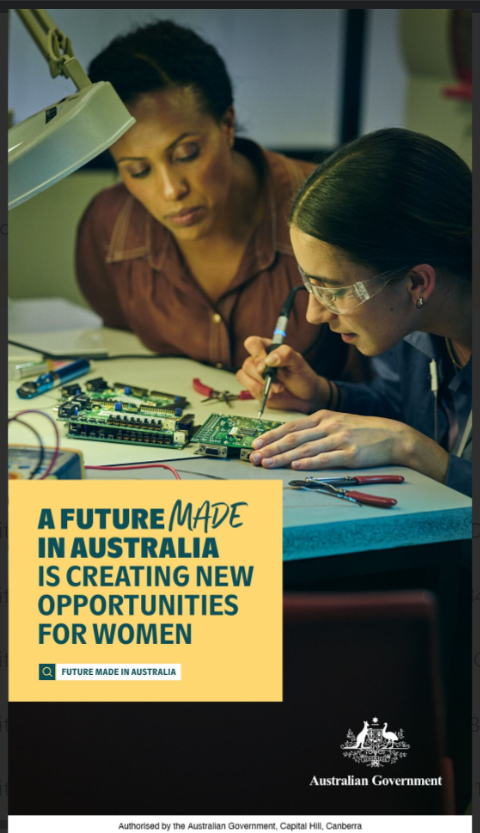 A FUTURE MADE
IN AUSTRALIA
IS CREATING NEW
OPPORTUNITIES
FOR WOMEN
FUTURE MADE IN AUSTRALIA
Australian Government
Authorised by the Australian Government, Capital Hill, Canberra